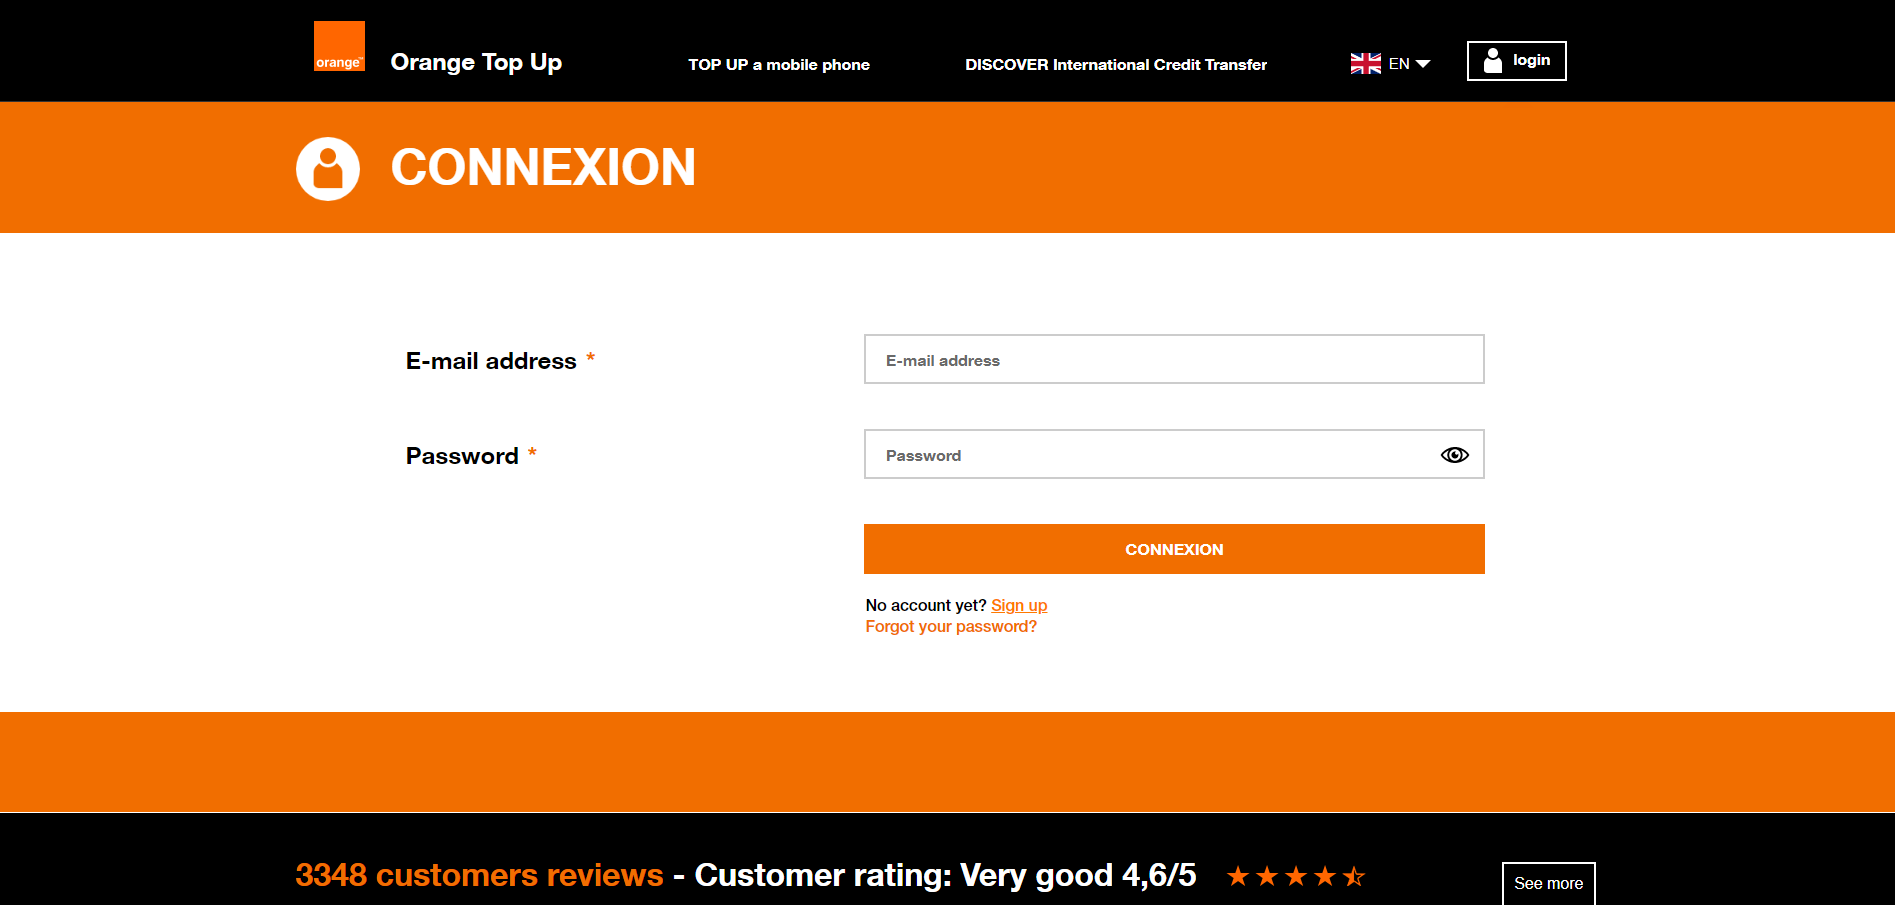 orange™
Orange Top Up
TOP UP a mobile phone
DISCOVER International Credit Transfer
EN
login
CONNEXION
E-mail address *
E-mail address
Password *
Password
CONNEXION
No account yet? Sign up
Forgot your password?
3348 customers reviews - Customer rating: Very good 4,6/5
See more